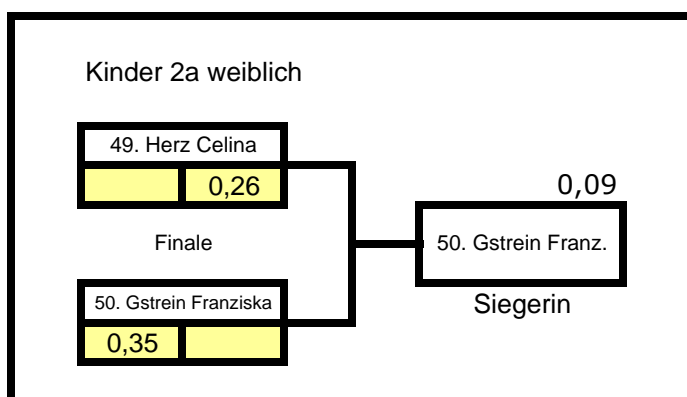 Kinder 2a weiblich
49. Herz Celina
0,26
0,09
Finale
50. Gstrein Franz.
50. Gstrein Franziska
Siegerin
0,35